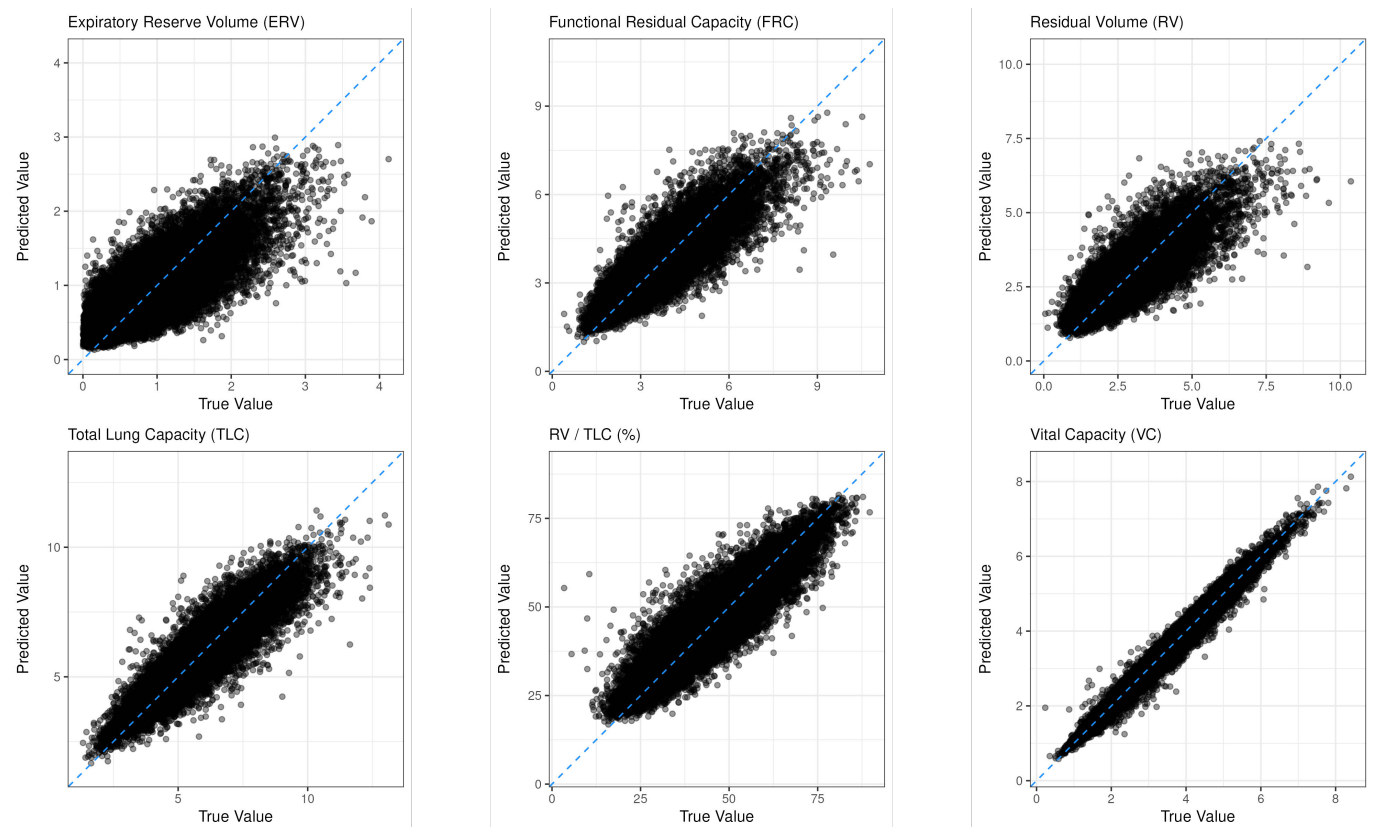 Expiratory Reserve Volume (ERV)
Functional Residual Capacity (FRC)
Residual Volume (RV)
Predicted Value
4
3
2
1
0
0 1 2 3 4
True Value
Predicted Value
9
6
3
0
0 3 6 9
True Value
Predicted Value
10.0
7.5
5.0
2.5
0.0
0.0 2.5 5.0 7.5 10.0
True Value
Total Lung Capacity (TLC)
RV / TLC (%)
Vital Capacity (VC)
Predicted Value
10
5
5 10
True Value
Predicted Value
75
50
25
0
0 25 50 75
True Value
Predicted Value
8
6
4
2
0
0 2 4 6 8
True Value